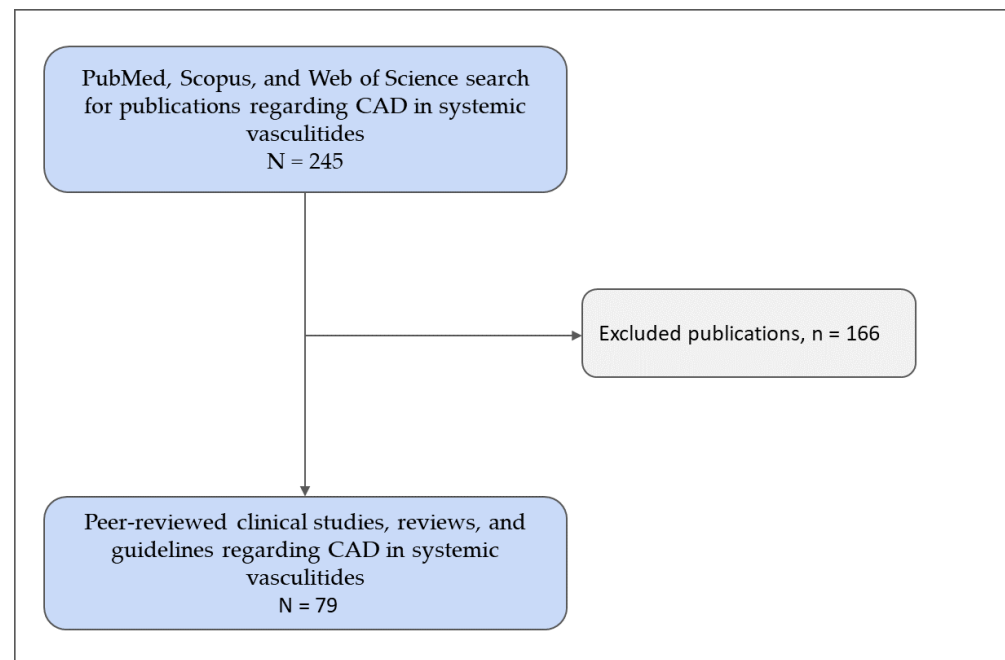 PubMed, Scopus, and Web of Science search
for publications regarding CAD in systemic
vasculitides
N = 245
Excluded publications, n = 166
Peer-reviewed clinical studies, reviews, and
guidelines regarding CAD in systemic
vasculitides
N = 79